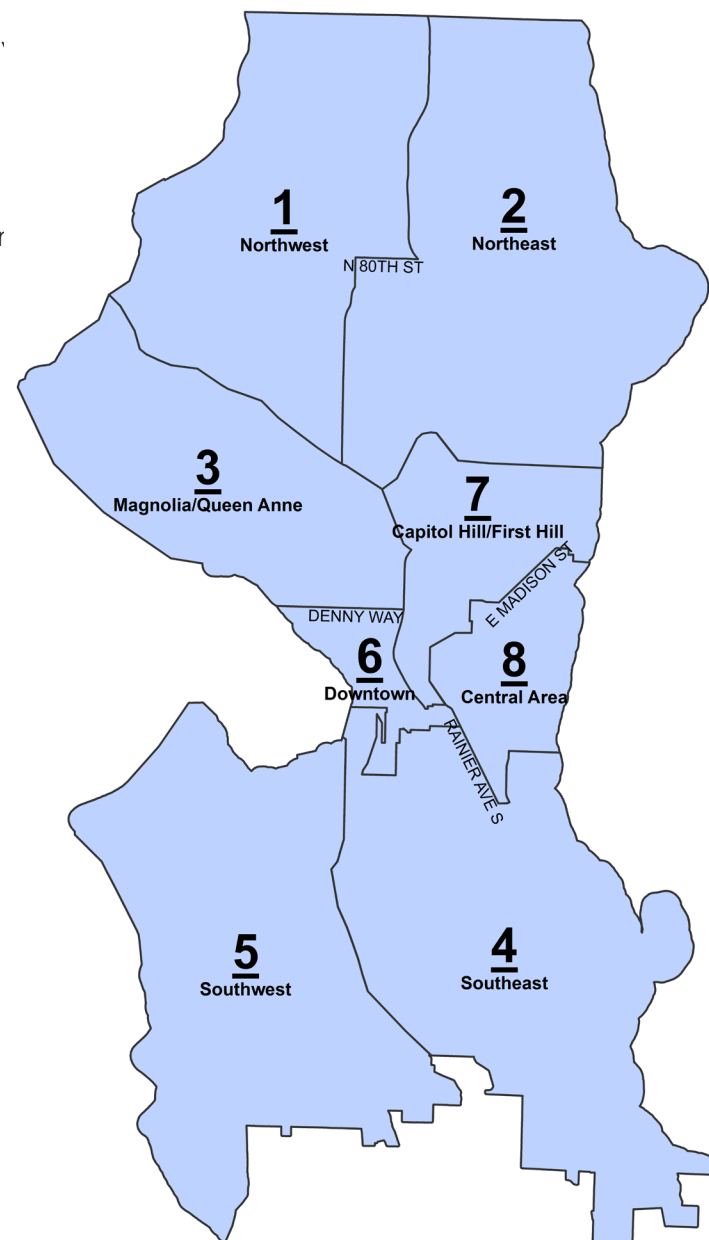 1
Northwest
2
Northeast
N 80TH ST
3
Magnolia/Queen Anne
7
Capitol Hill/First Hill
E MADISON ST
DENNY WAY
6
Downtown
8
Central Area
RAINIER AVE S
5
Southwest
4
Southeast